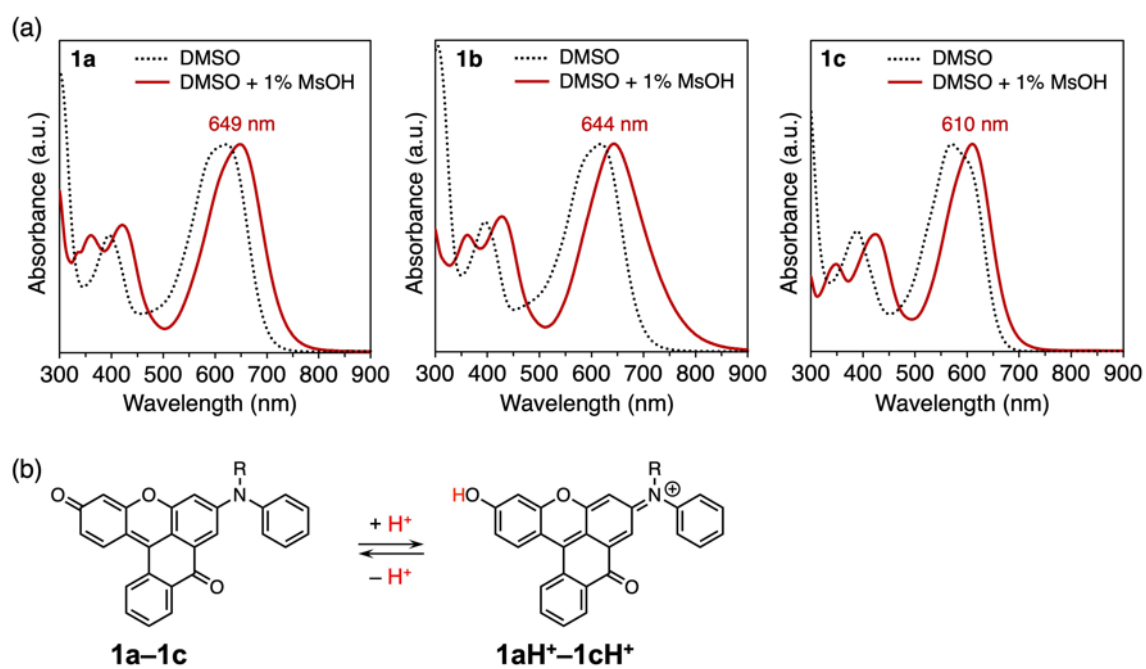 (a)
1a
DMSO
DMSO + 1% MsOH
649 nm
Absorbance (a.u.)
300 400 500 600 700 800 900
Wavelength (nm)
1b
DMSO
DMSO + 1% MsOH
644 nm
Absorbance (a.u.)
300 400 500 600 700 800 900
Wavelength (nm)
1c
DMSO
DMSO + 1% MsOH
610 nm
Absorbance (a.u.)
300 400 500 600 700 800 900
Wavelength (nm)
(b)
R
O O N
O
1a–1c
+ H⁺
– H⁺
R
HO O N ⊕
O
1aH⁺–1cH⁺